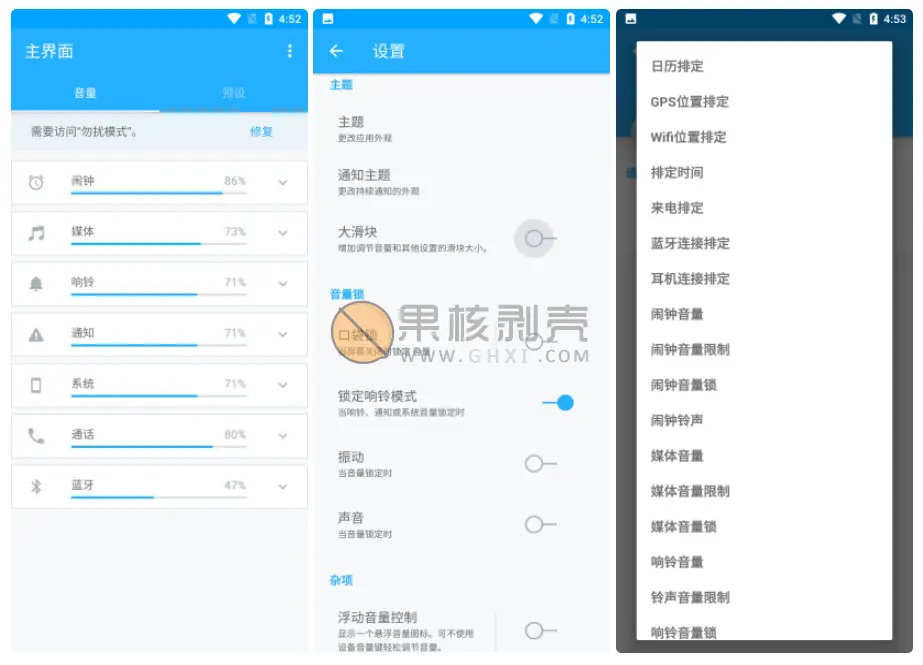 4:52
主界面
音量
预设
需要访问“勿扰模式”。
修复
闹钟
86%
媒体
73%
响铃
71%
通知
71%
系统
71%
通话
80%
蓝牙
47%
4:52
设置
主题
主题
更改应用外观
通知主题
更改持续通知的外观
大滑块
增加调节音量和其他设置的滑块大小。
音量锁
口袋锁
当屏幕关闭时锁定 音量
果核剥壳
WWW.GHXI.COM
锁定响铃模式
当响铃、通知或系统音量锁定时
振动
当音量锁定时
声音
当音量锁定时
杂项
浮动音量控制
显示一个悬浮音量图标。可不使用
设备音量键轻松调节音量。
4:53
日历排定
GPS位置排定
Wifi位置排定
排定时间
来电排定
蓝牙连接排定
耳机连接排定
闹钟音量
闹钟音量限制
闹钟音量锁
闹钟铃声
媒体音量
媒体音量限制
媒体音量锁
响铃音量
铃声音量限制
响铃音量锁